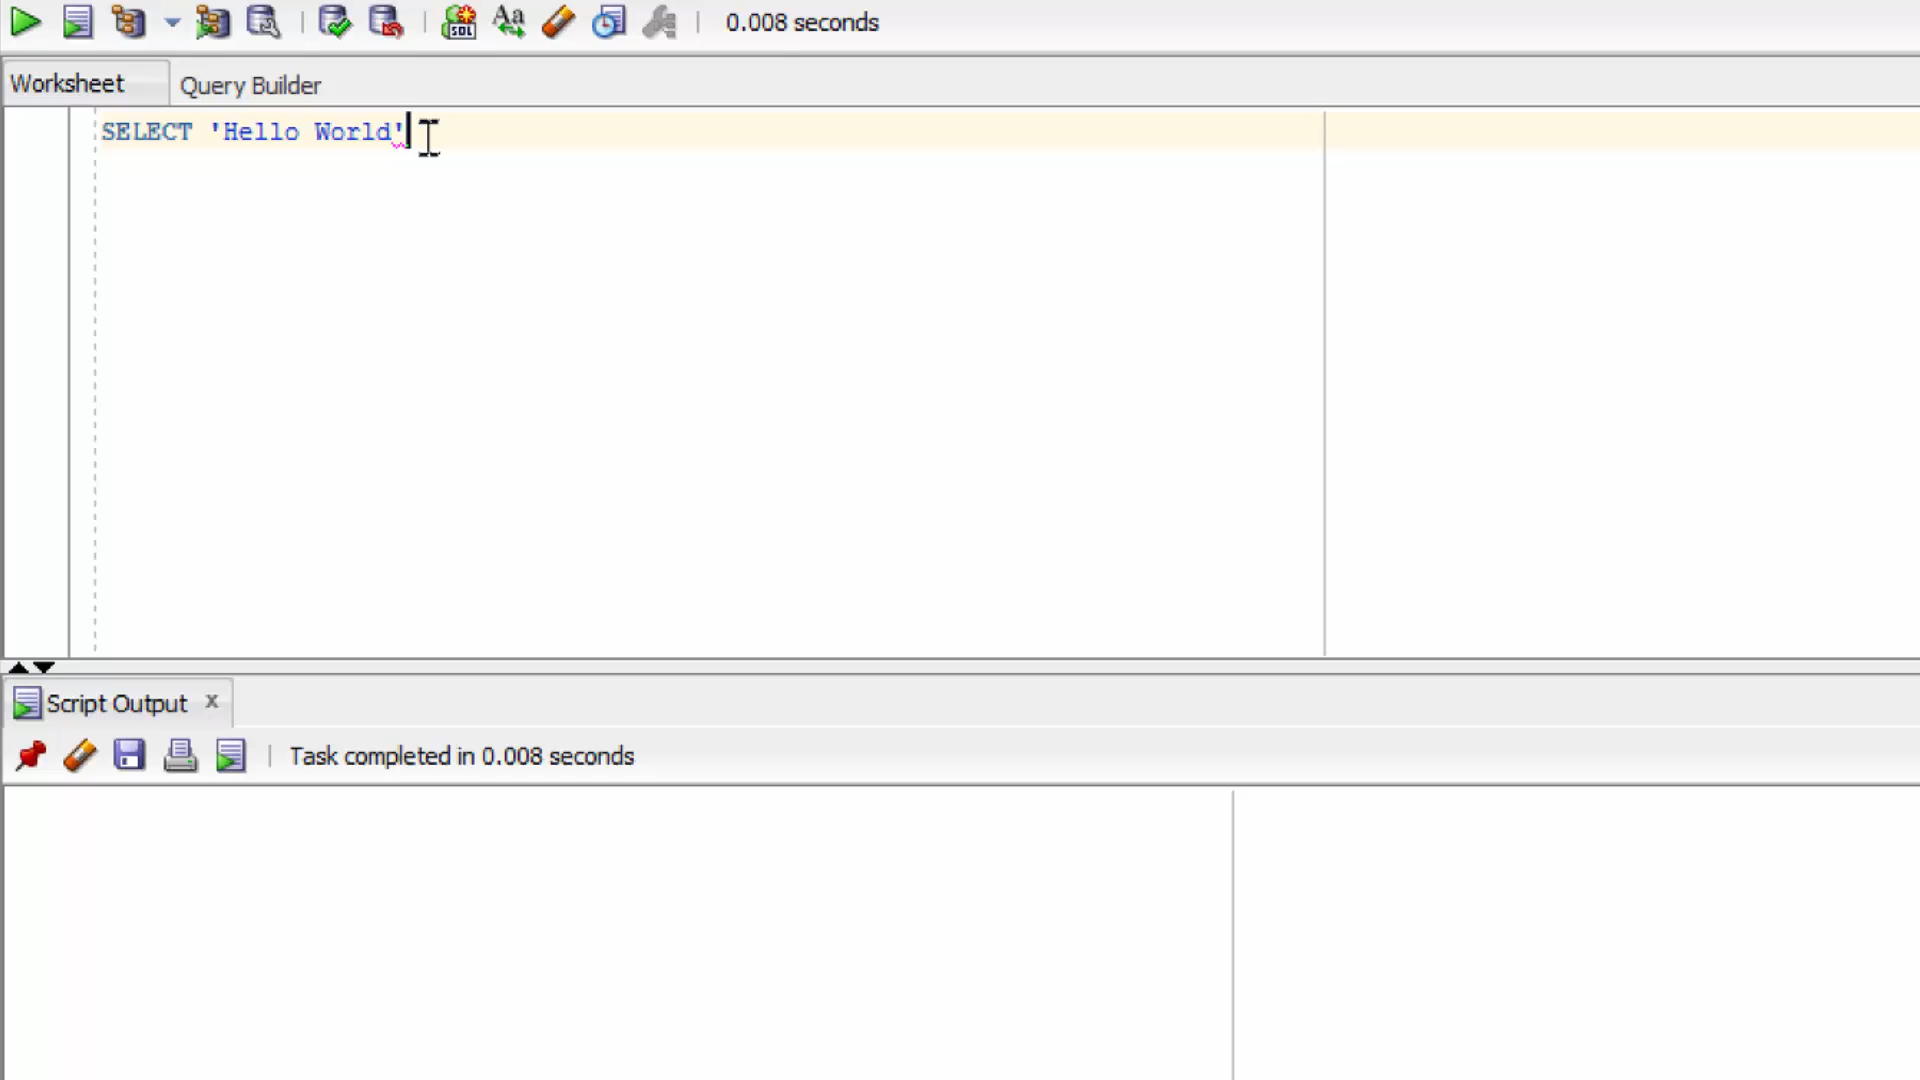 0.008 seconds
Worksheet
Query Builder
SELECT 'Hello World'
Script Output
Task completed in 0.008 seconds